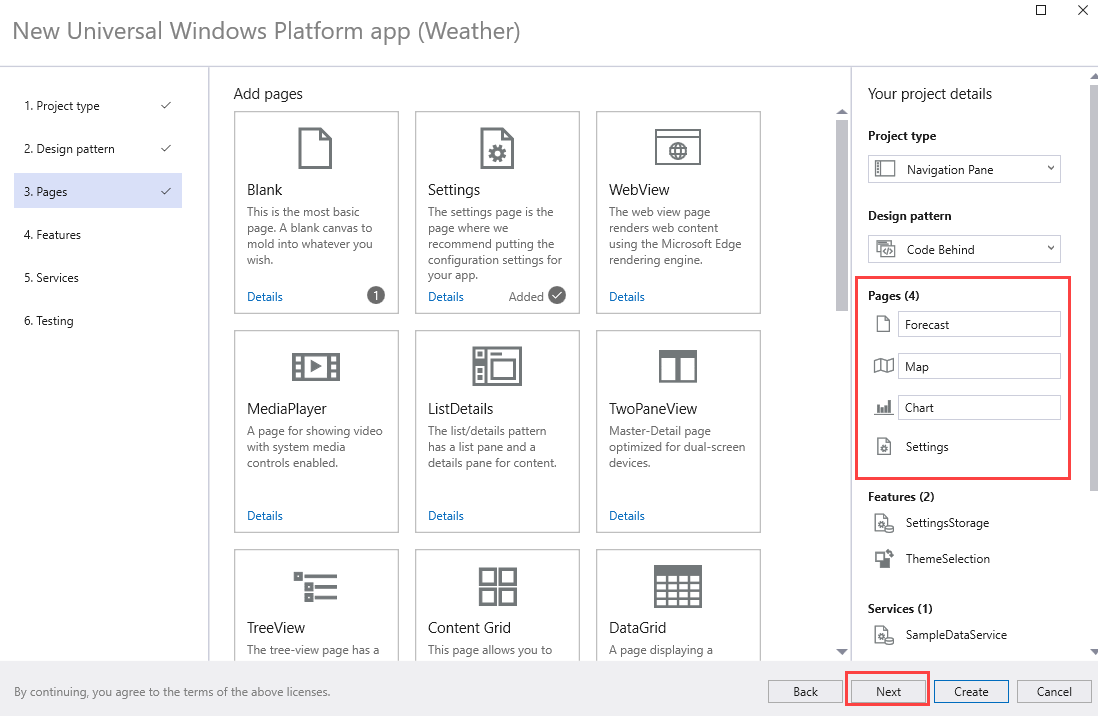 New Universal Windows Platform app (Weather)
1. Project type
2. Design pattern
3. Pages
4. Features
5. Services
6. Testing
Add pages
Blank
This is the most basic
page. A blank canvas to
mold into whatever you
wish.
Details
1
Settings
The settings page is the
page where we
recommend putting the
configuration settings for
your app.
Details
Added
WebView
The web view page
renders web content
using the Microsoft Edge
rendering engine.
Details
MediaPlayer
A page for showing video
with system media
controls enabled.
Details
ListDetails
The list/details pattern
has a list pane and a
details pane for content.
Details
TwoPaneView
Master-Detail page
optimized for dual-screen
devices.
Details
TreeView
The tree-view page has a
Content Grid
This page allows you to
DataGrid
A page displaying a
Your project details
Project type
Navigation Pane
Design pattern
Code Behind
Pages (4)
Forecast
Map
Chart
Settings
Features (2)
SettingsStorage
ThemeSelection
Services (1)
SampleDataService
By continuing, you agree to the terms of the above licenses.
Back
Next
Create
Cancel